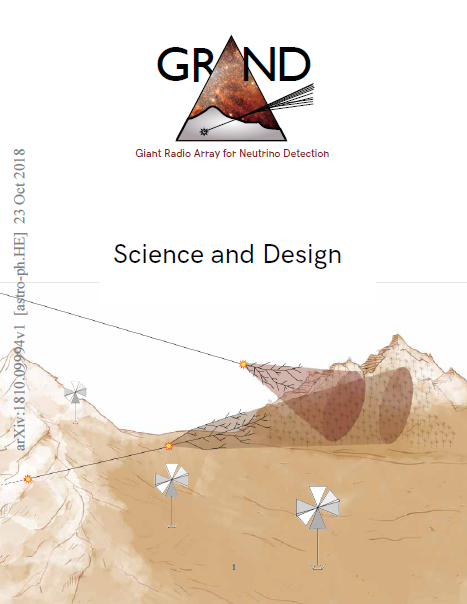 GRAND
Giant Radio Array for Neutrino Detection
arXiv:1810.09994v1 [astro-ph.HE] 23 Oct 2018
Science and Design
1